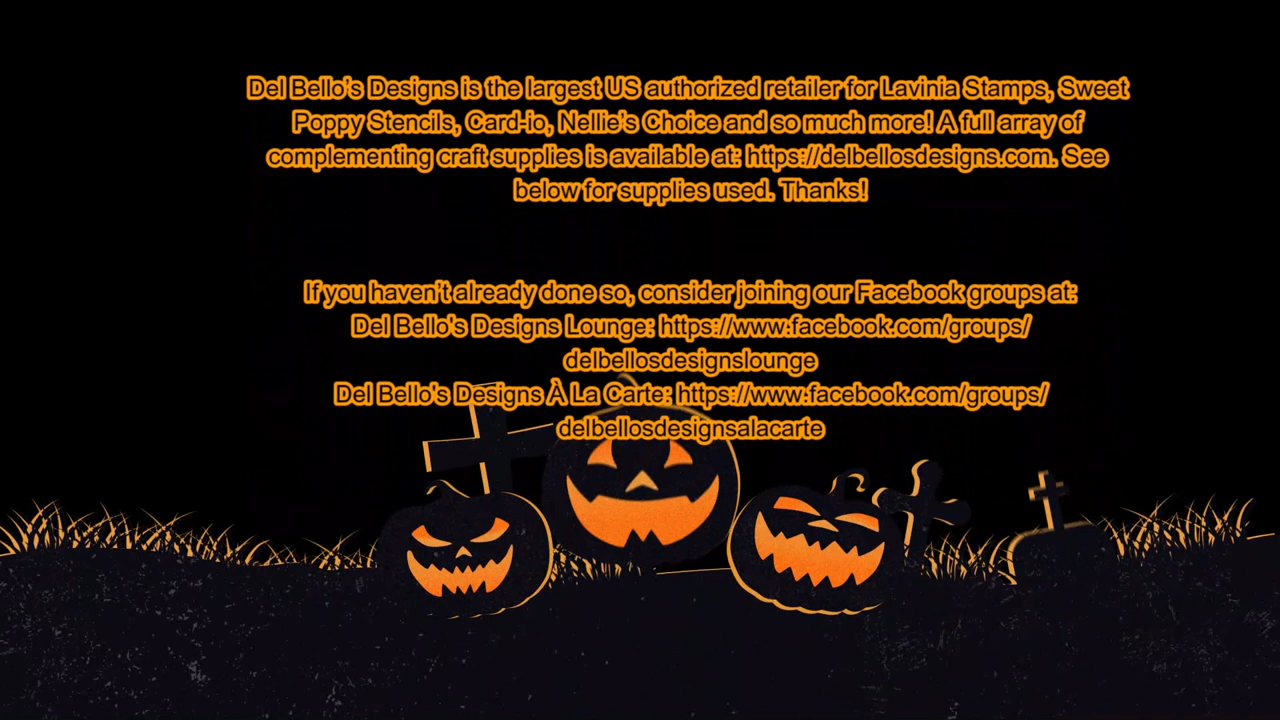 Del Bello's Designs is the largest US authorized retailer for Lavinia Stamps, Sweet
Poppy Stencils, Card-io, Nellie's Choice and so much more! A full array of
complementing craft supplies is available at: https://delbellosdesigns.com. See
below for supplies used. Thanks!
If you haven't already done so, consider joining our Facebook groups at:
Del Bello's Designs Lounge: https://www.facebook.com/groups/
delbellosdesignslounge
Del Bello's Designs À La Carte: https://www.facebook.com/groups/
delbellosdesignsalacarte